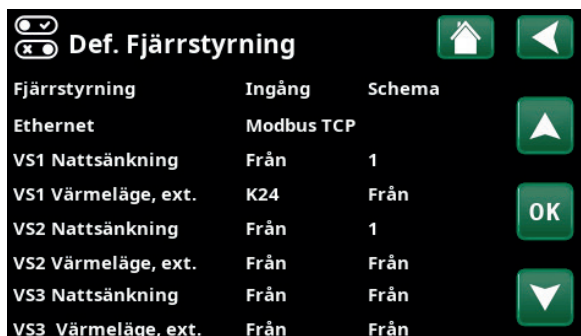 Def. Fjärrstyrning
Fjärrstyrning Ingång Schema
Ethernet Modbus TCP
VS1 Nattsänkning Från 1
VS1 Värmeläge, ext. K24 Från
OK
VS2 Nattsänkning Från 1
VS2 Värmeläge, ext. Från Från
VS3 Nattsänkning Från Från
VS3 Värmeläge, ext. Från Från